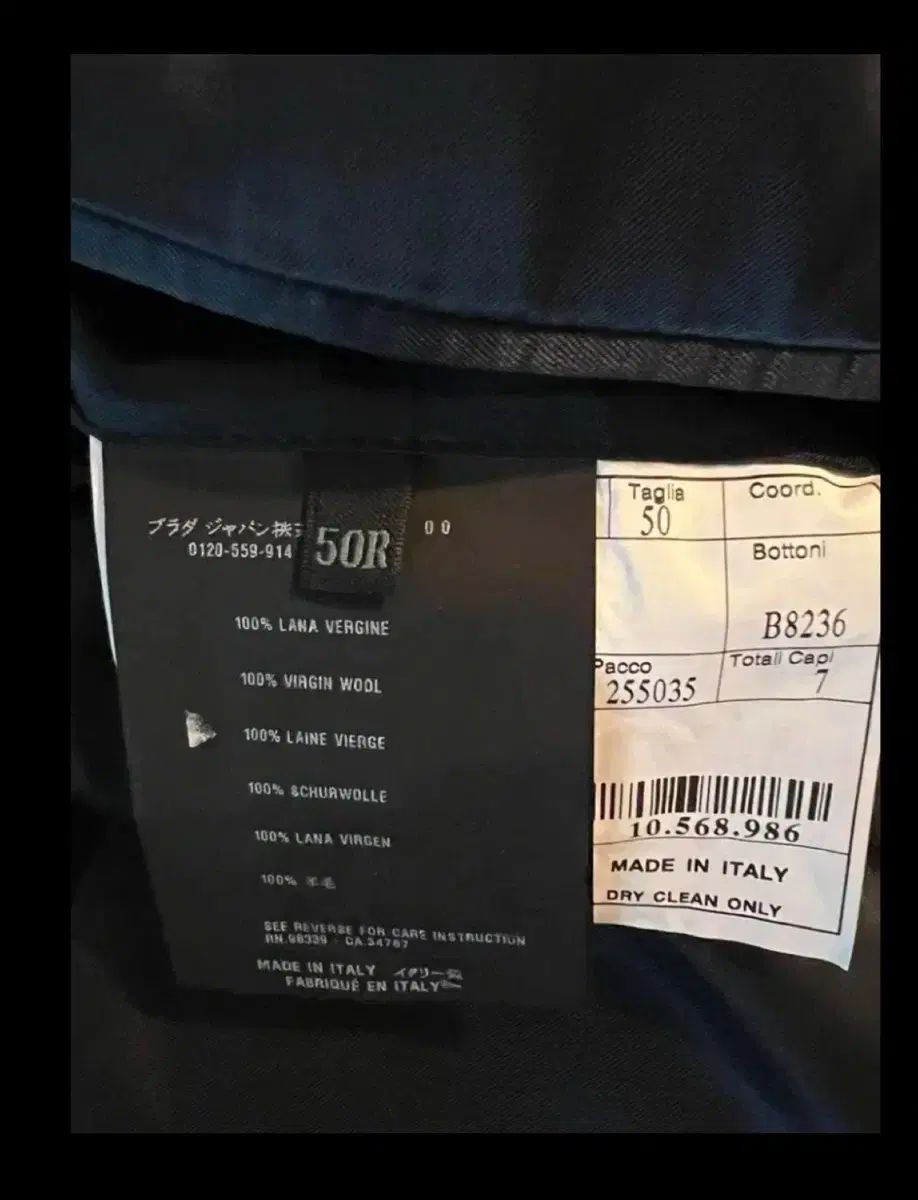 プラダ ジャパン株
0120-559-914
50R
00
100% LANA VERGINE
100% VIRGIN WOOL
100% LAINE VIERGE
100% SCHURWOLLE
100% LANA VIRGEN
100% 羊毛
SEE REVERSE FOR CARE INSTRUCTION
RN.98339 - CA.34787
MADE IN ITALY イタリー製
FABRIQUÉ EN ITALY
Taglia
50
Coord.
Bottoni
B8236
Pacco
255035
Totali Capi
7
10.568.986
MADE IN ITALY
DRY CLEAN ONLY